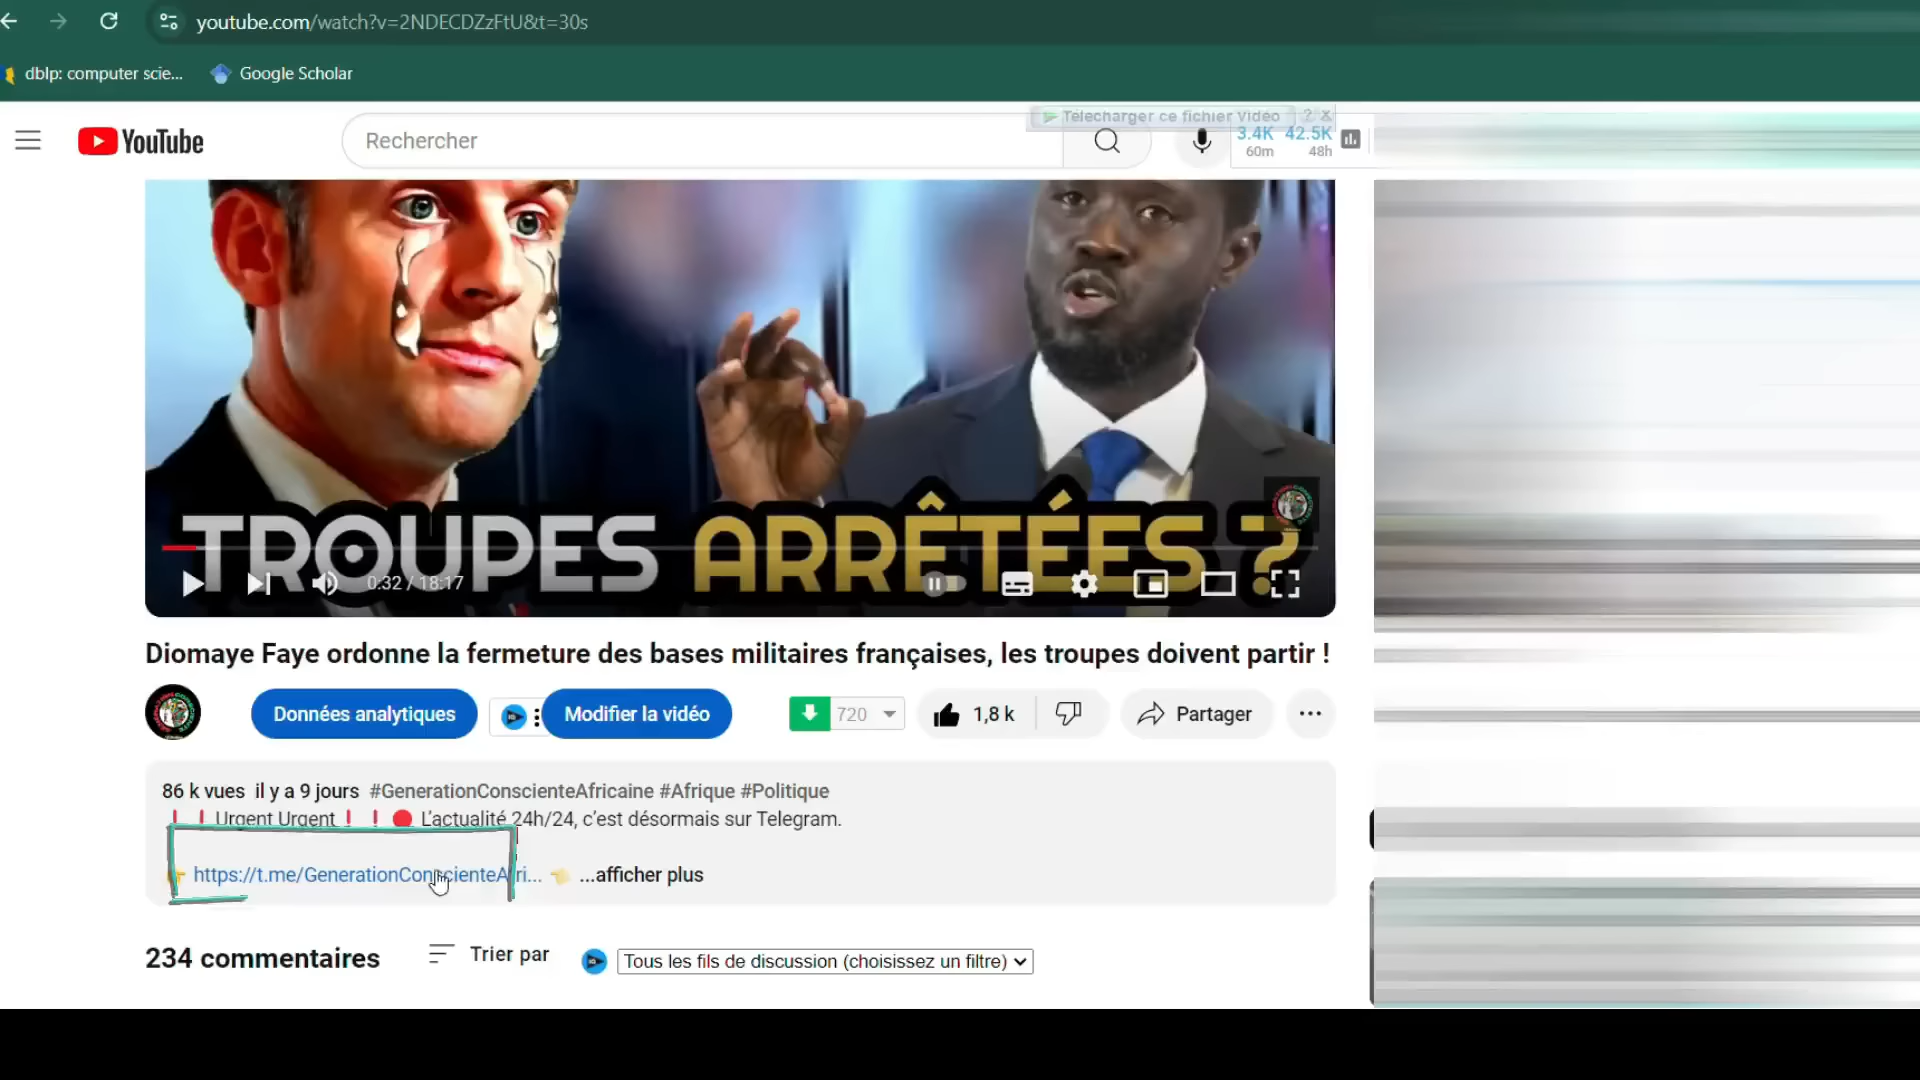 youtube.com/watch?v=2NDECDZzFtU&t=30s
dblp: computer scie...
Google Scholar
Télécharger ce fichier Vidéo ? X
YouTube
Rechercher
3.4K 42.5K
60m 48h
TROUPES ARRÊTÉES ?
0:32 / 18:17
Diomaye Faye ordonne la fermeture des bases militaires françaises, les troupes doivent partir !
Données analytiques
Modifier la vidéo
720
1,8 k
Partager
86 k vues il y a 9 jours #GenerationConscienteAfricaine #Afrique #Politique
❗❗ Urgent Urgent ❗❗🔴 L'actualité 24h/24, c'est désormais sur Telegram.
👉 https://t.me/GenerationConscienteAfri... 👈 ...afficher plus
234 commentaires
Trier par
Tous les fils de discussion (choisissez un filtre)